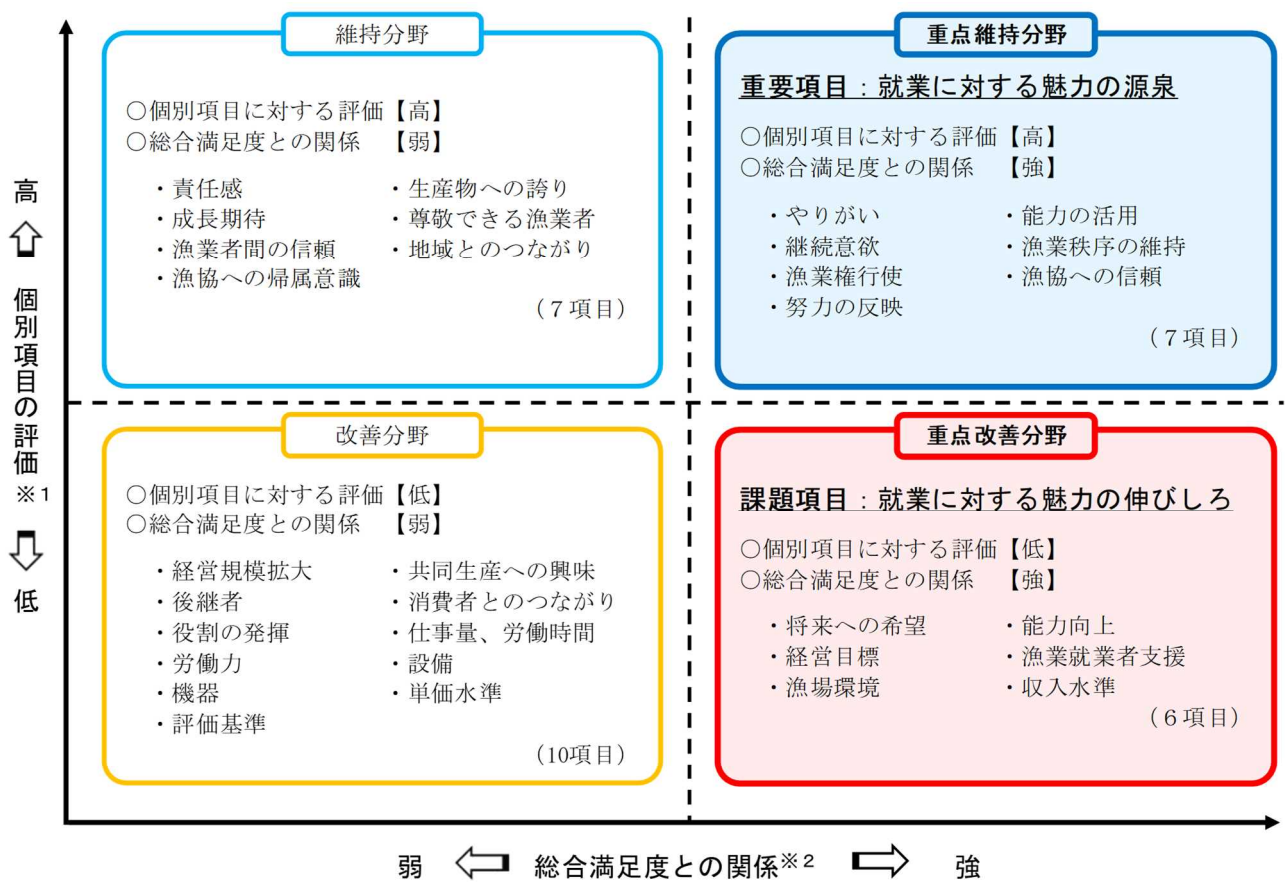 維持分野
○個別項目に対する評価【高】
○総合満足度との関係　【弱】
・責任感　・生産物への誇り
・成長期待　・尊敬できる漁業者
・漁業者間の信頼　・地域とのつながり
・漁協への帰属意識
（７項目）
重点維持分野
重要項目：就業に対する魅力の源泉
○個別項目に対する評価【高】
○総合満足度との関係　【強】
・やりがい　・能力の活用
・継続意欲　・漁業秩序の維持
・漁業権行使　・漁協への信頼
・努力の反映
（７項目）
高
個別項目の評価
※1
低
改善分野
○個別項目に対する評価【低】
○総合満足度との関係　【弱】
・経営規模拡大　・共同生産への興味
・後継者　・消費者とのつながり
・役割の発揮　・仕事量、労働時間
・労働力　・設備
・機器　・単価水準
・評価基準
（10項目）
重点改善分野
課題項目：就業に対する魅力の伸びしろ
○個別項目に対する評価【低】
○総合満足度との関係　【強】
・将来への希望　・能力向上
・経営目標　・漁業就業者支援
・漁場環境　・収入水準
（６項目）
弱　総合満足度との関係※2　強